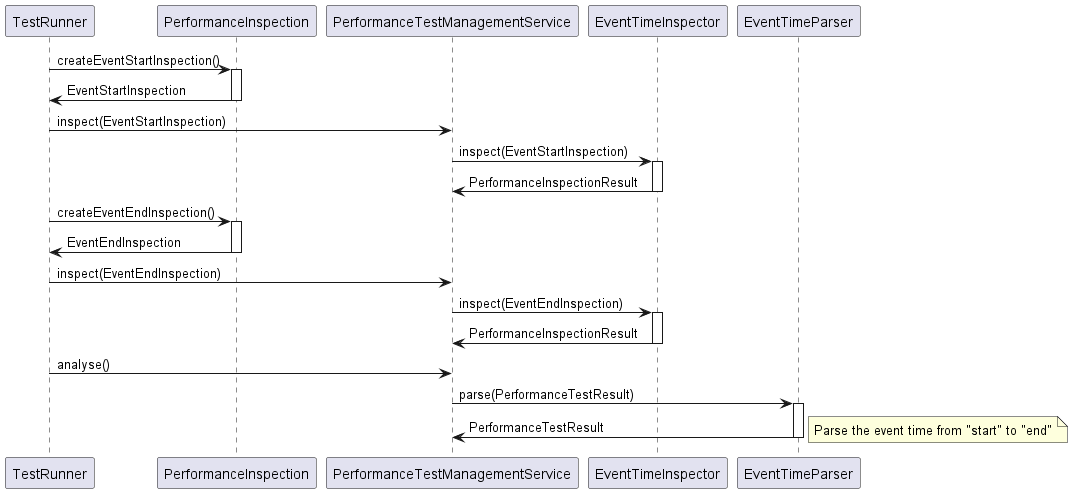 TestRunner PerformanceInspection PerformanceTestManagementService EventTimeInspector EventTimeParser
createEventStartInspection()
EventStartInspection
inspect(EventStartInspection)
inspect(EventStartInspection)
PerformanceInspectionResult
createEventEndInspection()
EventEndInspection
inspect(EventEndInspection)
inspect(EventEndInspection)
PerformanceInspectionResult
analyse()
parse(PerformanceTestResult)
PerformanceTestResult
Parse the event time from "start" to "end"
TestRunner PerformanceInspection PerformanceTestManagementService EventTimeInspector EventTimeParser